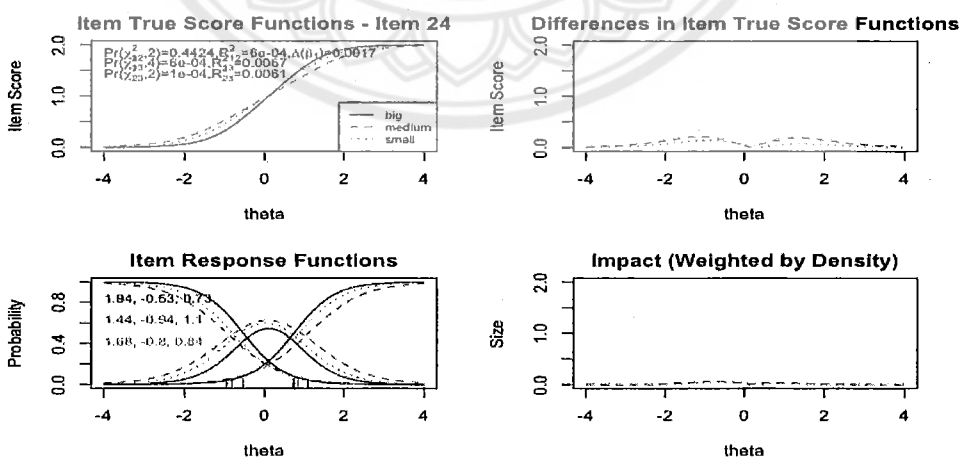 Item True Score Functions - Item 24
Item Score
0.0 1.0 2.0
big
medium
small
-4 -2 0 2 4
theta
Differences in Item True Score Functions
Item Score
0.0 1.0 2.0
-4 -2 0 2 4
theta
Item Response Functions
Probability
0.0 0.4 0.8
1.94, -0.53, 0.73
1.44, -0.94, 1.1
1.68, -0.8, 0.84
-4 -2 0 2 4
theta
Impact (Weighted by Density)
Size
0.0 1.0 2.0
-4 -2 0 2 4
theta